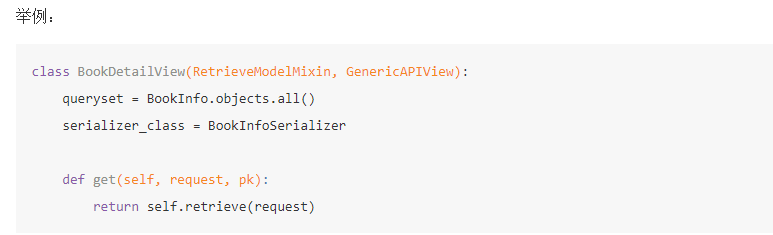 举例：
class BookDetailView(RetrieveModelMixin, GenericAPIView):
    queryset = BookInfo.objects.all()
    serializer_class = BookInfoSerializer
    def get(self, request, pk):
        return self.retrieve(request)